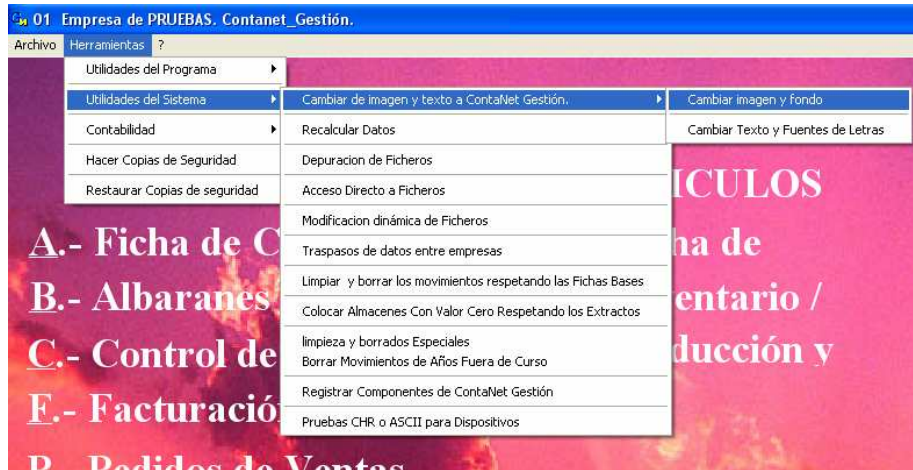 01 Empresa de PRUEBAS. Contanet_Gestión.
Archivo Herramientas ?
Utilidades del Programa
Utilidades del Sistema
Contabilidad
Hacer Copias de Seguridad
Restaurar Copias de seguridad
Cambiar de imagen y texto a ContaNet Gestión.
Recalcular Datos
Depuracion de Ficheros
Acceso Directo a Ficheros
Modificacion dinámica de Ficheros
Traspasos de datos entre empresas
Limpiar y borrar los movimientos respetando las Fichas Bases
Colocar Almacenes Con Valor Cero Respetando los Extractos
limpieza y borrados Especiales
Borrar Movimientos de Años Fuera de Curso
Registrar Componentes de ContaNet Gestión
Pruebas CHR o ASCII para Dispositivos
Cambiar imagen y fondo
Cambiar Texto y Fuentes de Letras
ICULOS
A.- Ficha de C
ha de
B.- Albaranes
entario /
C.- Control de
ducción y
F.- Facturació
Pedidos de Ventas